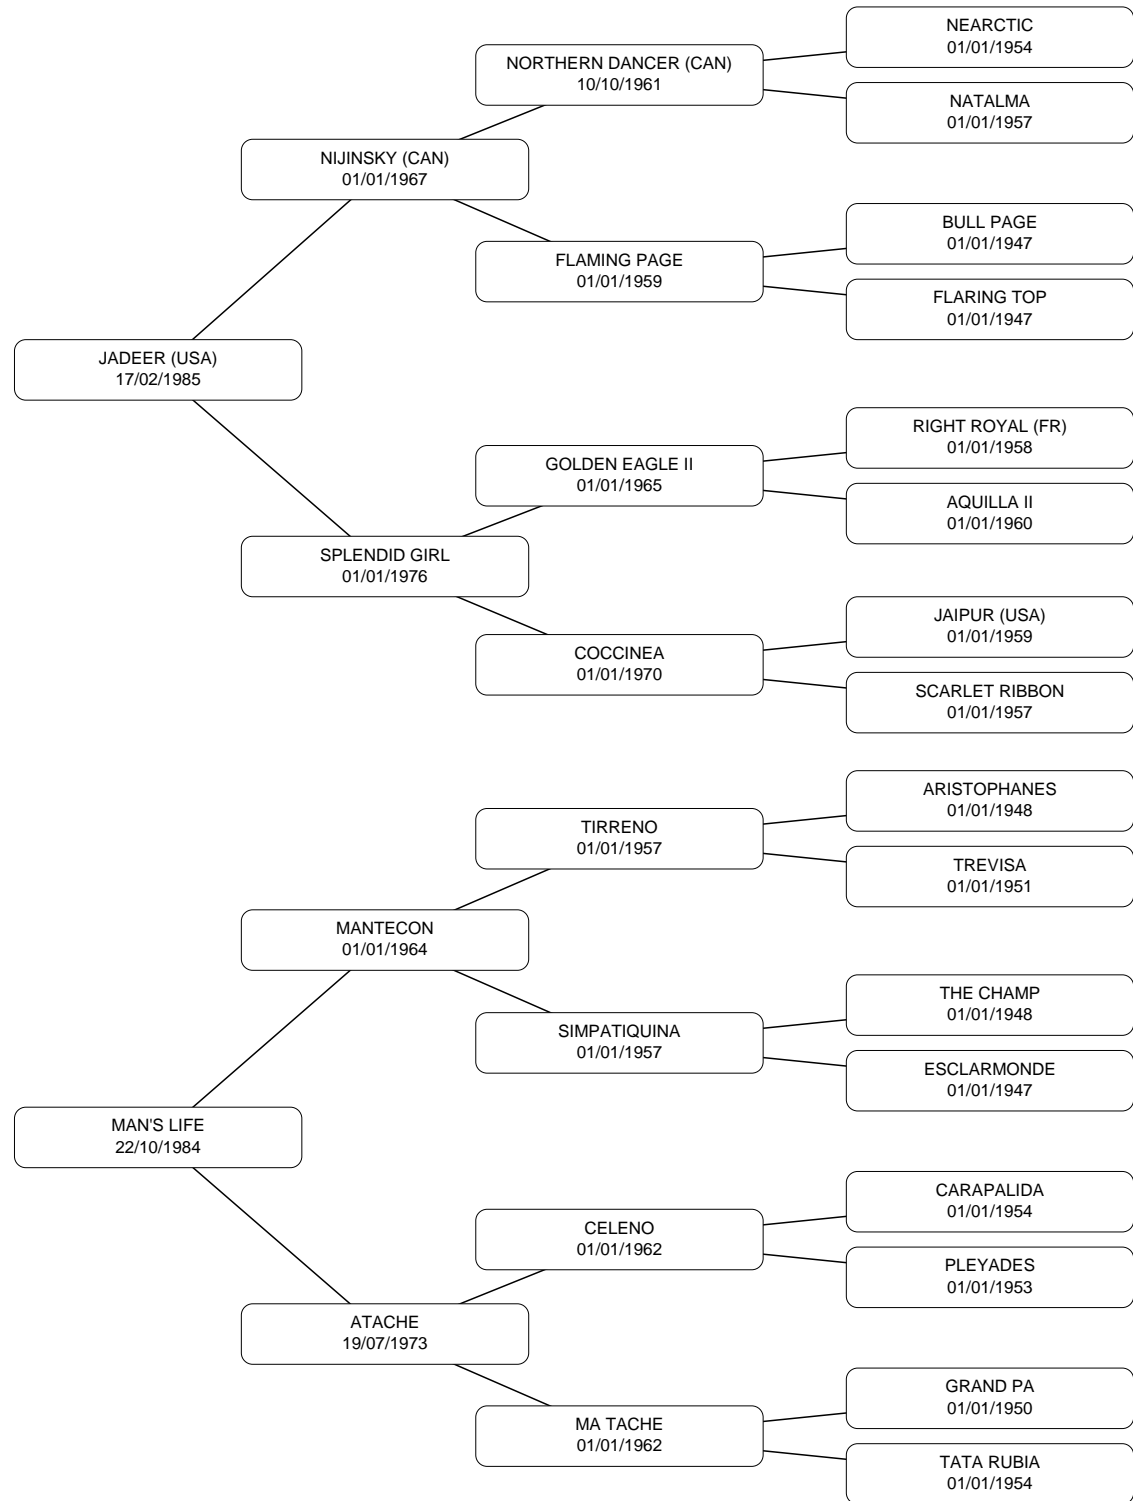 NEARCTIC
01/01/1954
NORTHERN DANCER (CAN)
10/10/1961
NATALMA
01/01/1957
NIJINSKY (CAN)
01/01/1967
BULL PAGE
01/01/1947
FLAMING PAGE
01/01/1959
FLARING TOP
01/01/1947
JADEER (USA)
17/02/1985
RIGHT ROYAL (FR)
01/01/1958
GOLDEN EAGLE II
01/01/1965
AQUILLA II
01/01/1960
SPLENDID GIRL
01/01/1976
JAIPUR (USA)
01/01/1959
COCCINEA
01/01/1970
SCARLET RIBBON
01/01/1957
ARISTOPHANES
01/01/1948
TIRRENO
01/01/1957
TREVISA
01/01/1951
MANTECON
01/01/1964
THE CHAMP
01/01/1948
SIMPATIQUINA
01/01/1957
ESCLARMONDE
01/01/1947
MAN'S LIFE
22/10/1984
CARAPALIDA
01/01/1954
CELENO
01/01/1962
PLEYADES
01/01/1953
ATACHE
19/07/1973
GRAND PA
01/01/1950
MA TACHE
01/01/1962
TATA RUBIA
01/01/1954